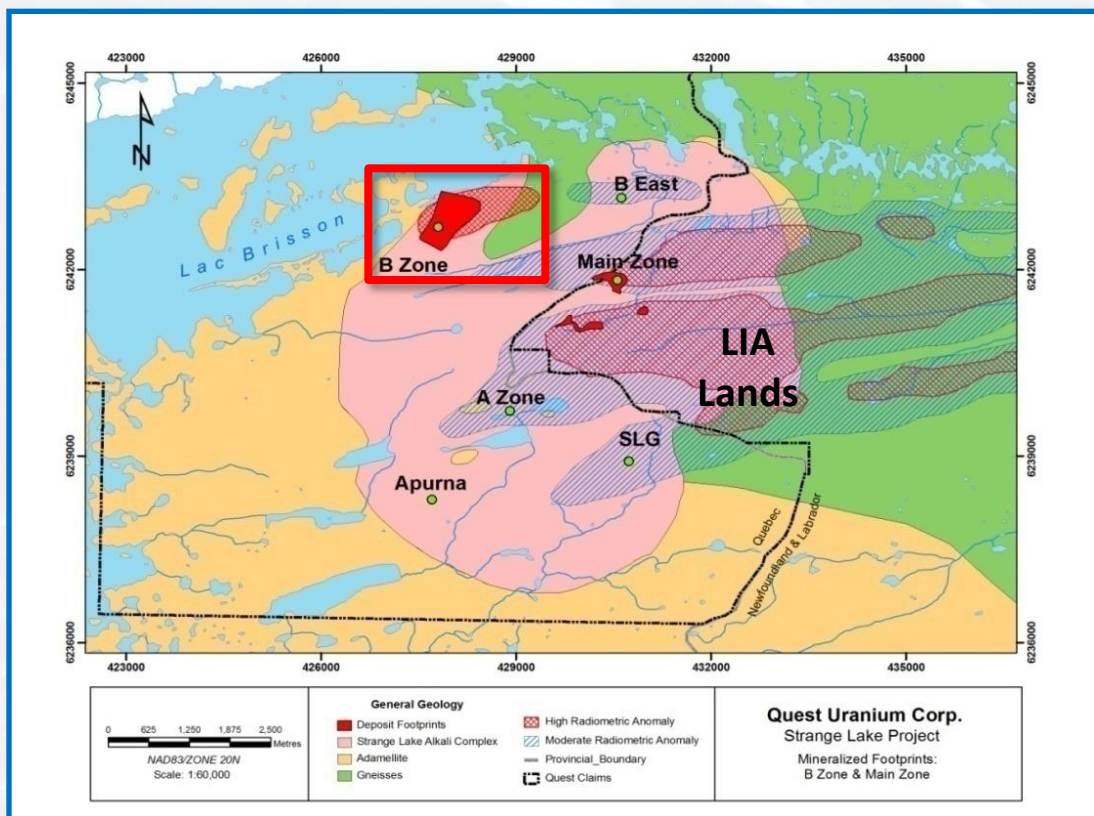 423000 426000 429000 432000 435000
6245000 6245000
N
B East
Lac Brisson
B Zone
Main Zone
6242000 6242000
LIA
Lands
A Zone
SLG
6239000 6239000
Apurna
Quebec
Newfoundland & Labrador
6236000 6236000
423000 426000 429000 432000 435000
0 625 1,250 1,875 2,500
Metres
NAD83/ZONE 20N
Scale: 1:60,000
General Geology
Deposit Footprints
Strange Lake Alkali Complex
Adamellite
Gneisses
High Radiometric Anomaly
Moderate Radiometric Anomaly
Provincial_Boundary
Quest Claims
Quest Uranium Corp.
Strange Lake Project
Mineralized Footprints:
B Zone & Main Zone